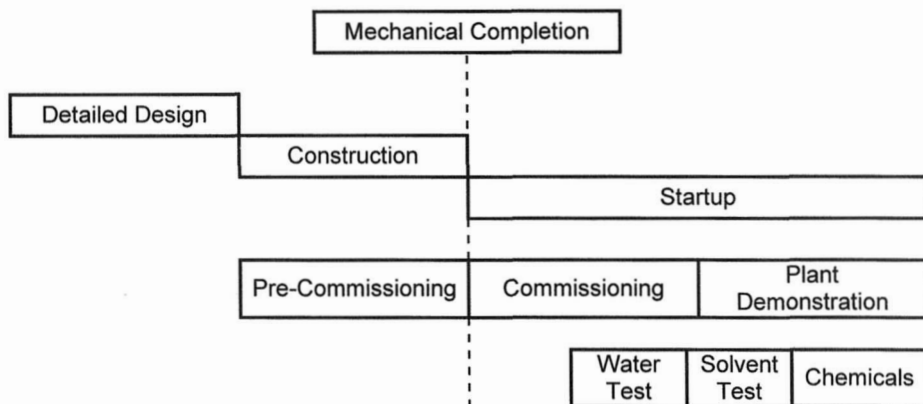 Mechanical Completion
Detailed Design
Construction
Startup
Pre-Commissioning
Commissioning
Plant
Demonstration
Water
Test
Solvent
Test
Chemicals